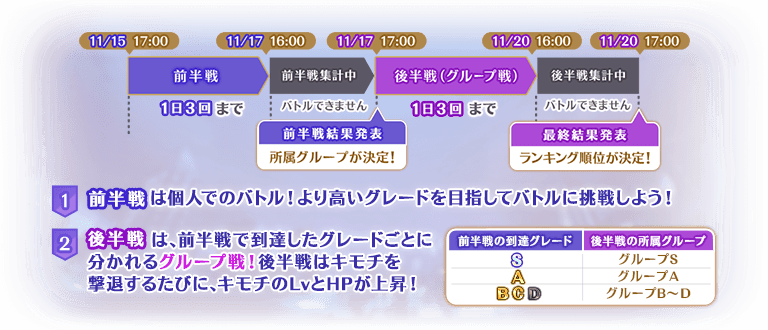 11/15 17:00
11/17 16:00
11/17 17:00
11/20 16:00
11/20 17:00
前半戦
前半戦集計中
後半戦(グループ戦)
後半戦集計中
1日3回まで
バトルできません
1日3回まで
バトルできません
前半戦結果発表
所属グループが決定!
最終結果発表
ランキング順位が決定!
1 前半戦は個人でのバトル!より高いグレードを目指してバトルに挑戦しよう!
2 後半戦は、前半戦で到達したグレードごとに
分かれるグループ戦!後半戦はキモチを
撃退するたびに、キモチのLvとHPが上昇!
前半戦の到達グレード 後半戦の所属グループ
S グループS
A グループA
B C D グループB～D